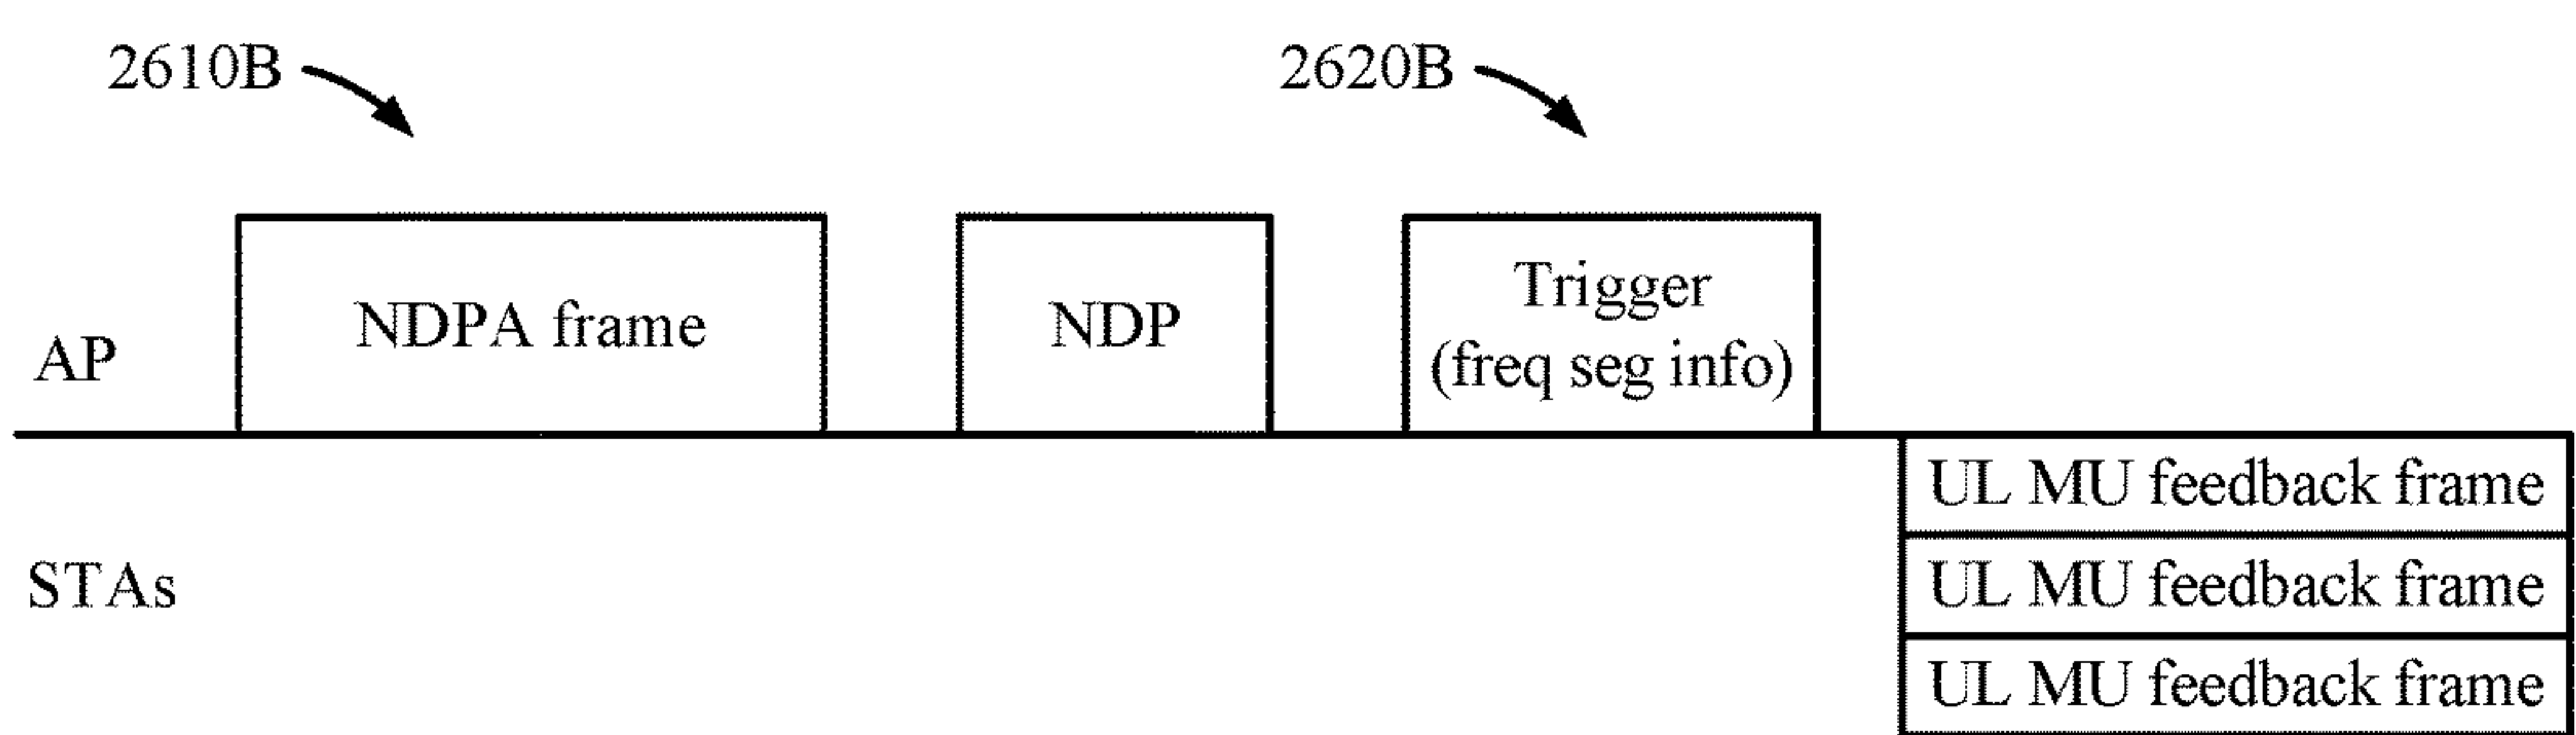 2610B
2620B
NDPA frame
NDP
Trigger
(freq seg info)
AP
UL MU feedback frame
STAs
UL MU feedback frame
UL MU feedback frame